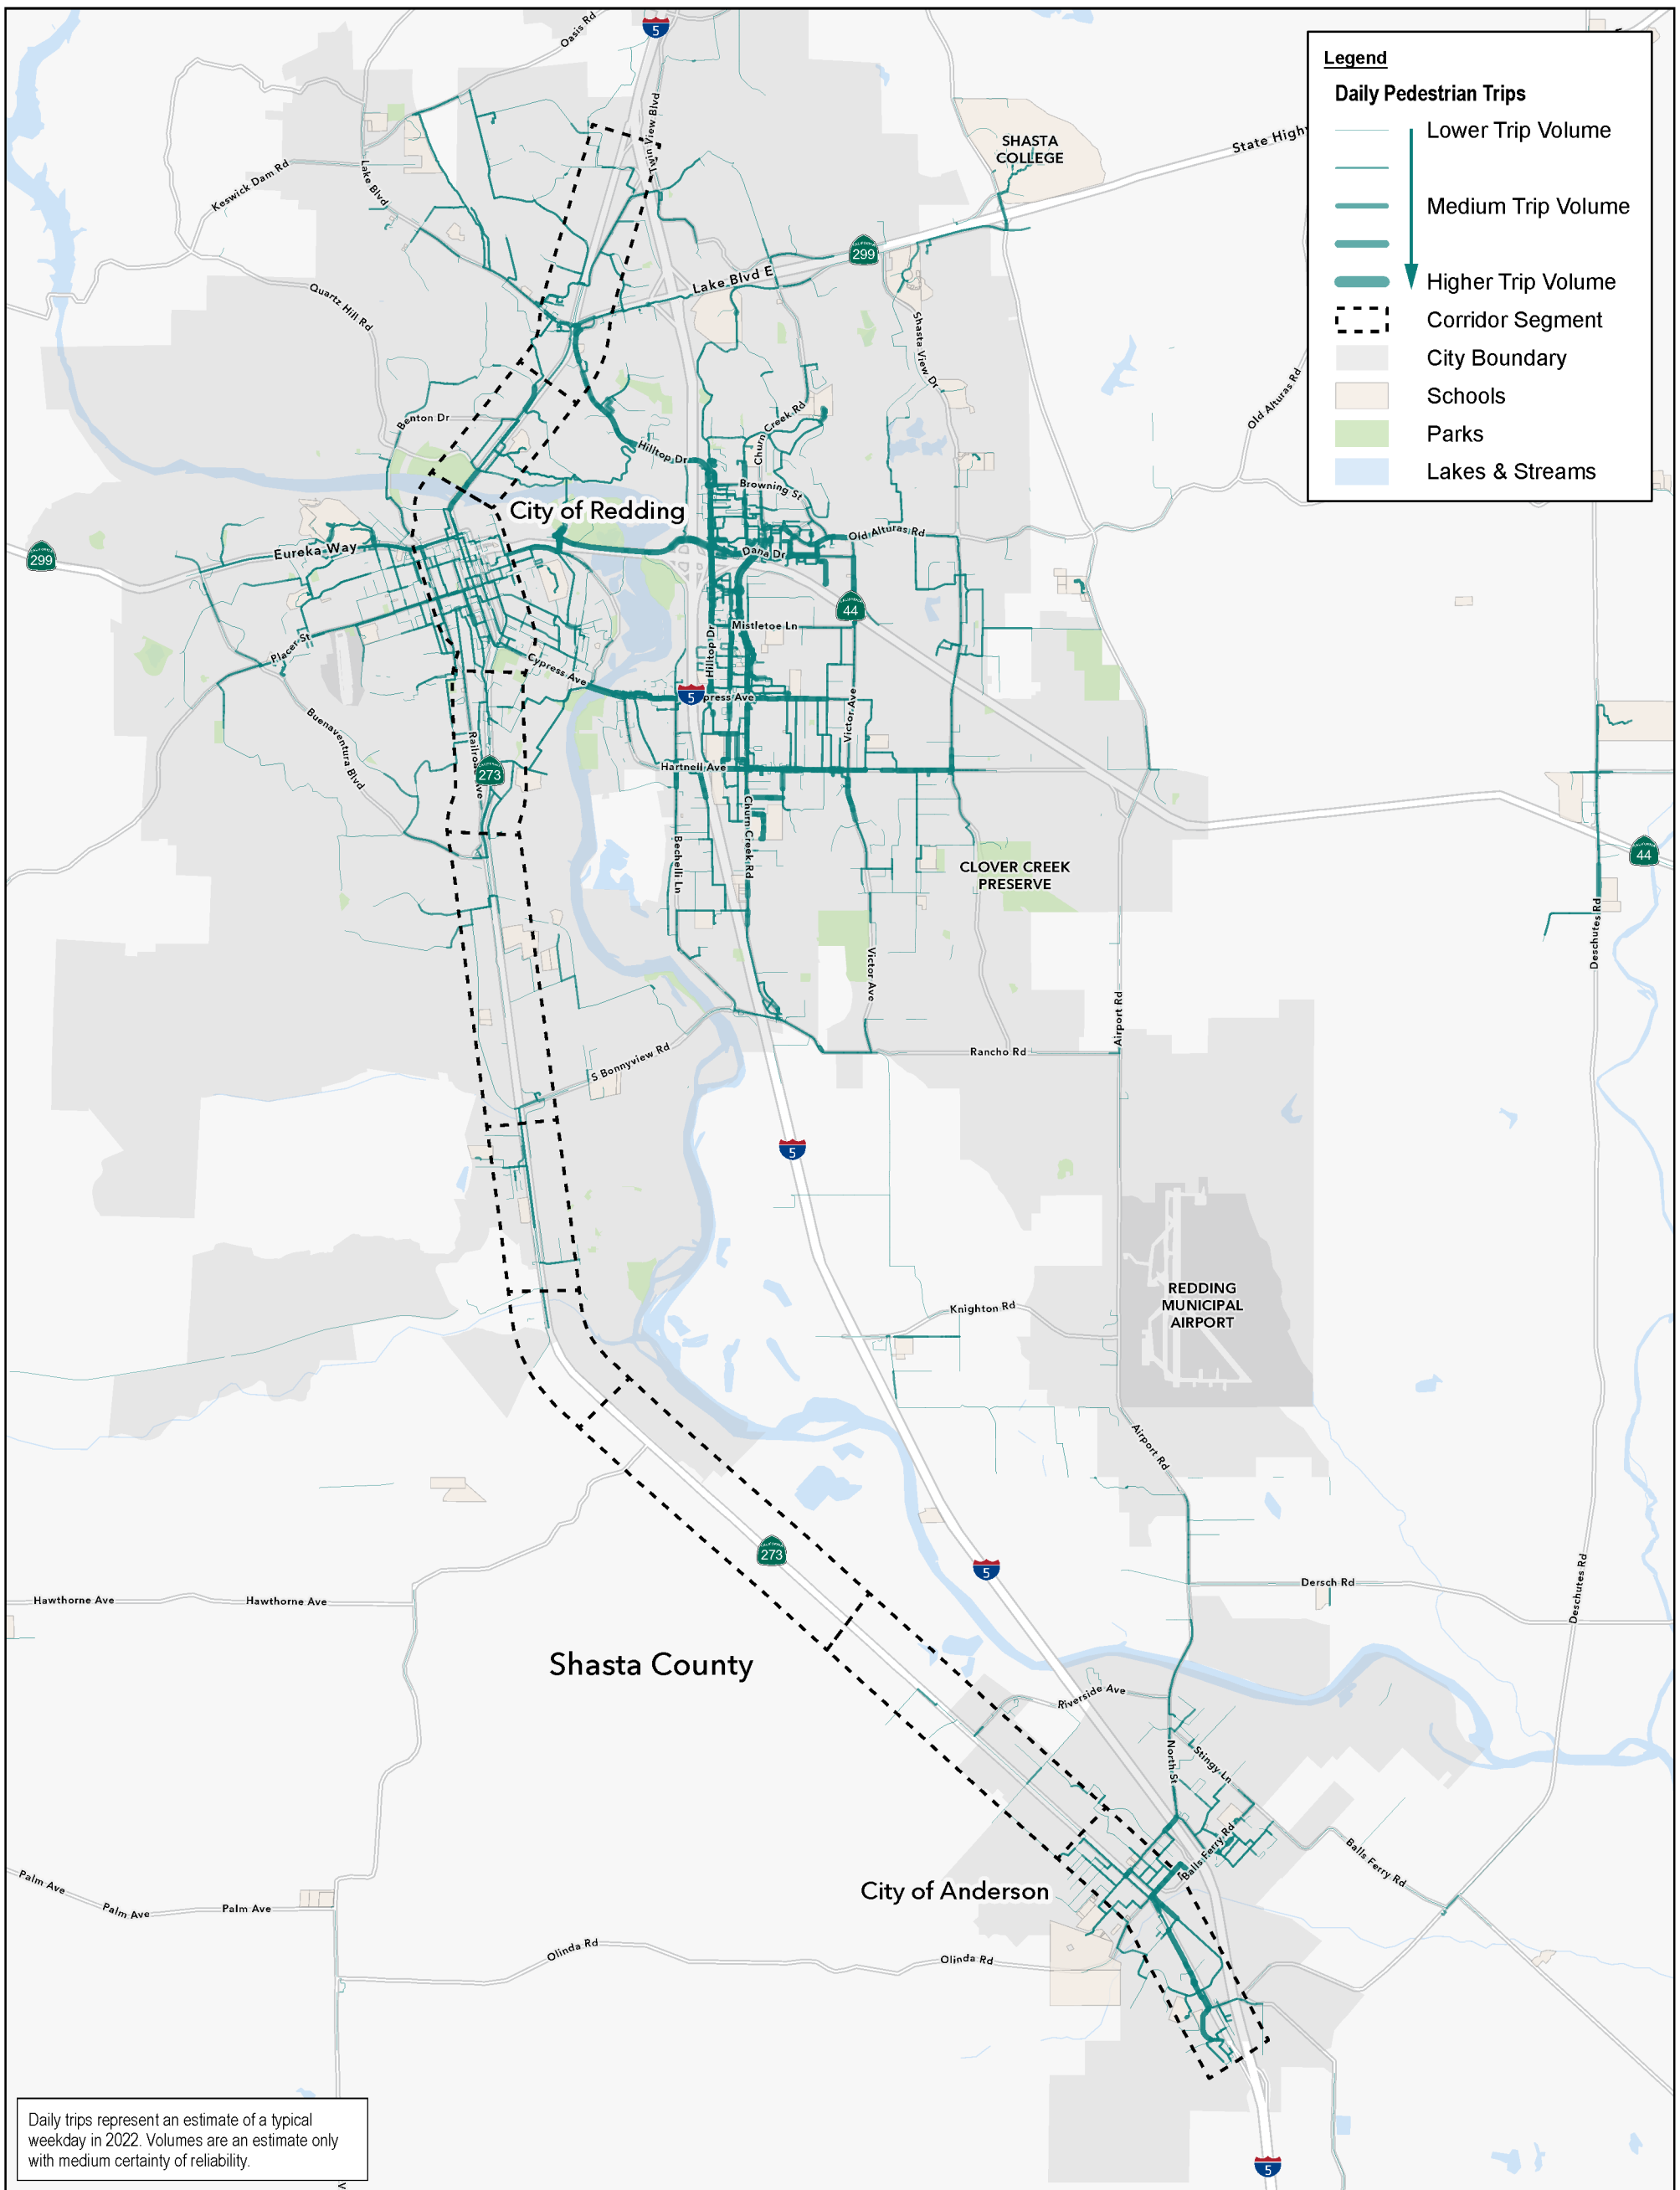 Legend
Daily Pedestrian Trips
Lower Trip Volume
Medium Trip Volume
Higher Trip Volume
Corridor Segment
City Boundary
Schools
Parks
Lakes & Streams
Oasis Rd
5
Twin View Blvd
SHASTA
COLLEGE
State High
Keswick Dam Rd
Lake Blvd
299
Lake Blvd E
Quartz Hill Rd
Shasta View Dr
Old Alturas Rd
Benton Dr
Churn Creek Rd
Hilltop Dr
Browning St
City of Redding
Old Alturas Rd
299
Eureka Way
Dana Dr
44
Mistletoe Ln
Hilltop Dr
Placer St
Cypress Ave
5
press Ave
Victor Ave
Buenaventura Blvd
Railroad Ave
273
Hartnell Ave
Churn Creek Rd
Bechelli Ln
CLOVER CREEK
PRESERVE
44
Deschutes Rd
Victor Ave
Airport Rd
Rancho Rd
S Bonnyview Rd
5
REDDING
MUNICIPAL
AIRPORT
Knighton Rd
Airport Rd
273
5
Dersch Rd
Deschutes Rd
Hawthorne Ave
Hawthorne Ave
Shasta County
Riverside Ave
North St
Stingy Ln
Balls Ferry Rd
Balls Ferry Rd
City of Anderson
Palm Ave
Palm Ave
Palm Ave
Olinda Rd
Olinda Rd
5
Daily trips represent an estimate of a typical
weekday in 2022. Volumes are an estimate only
with medium certainty of reliability.